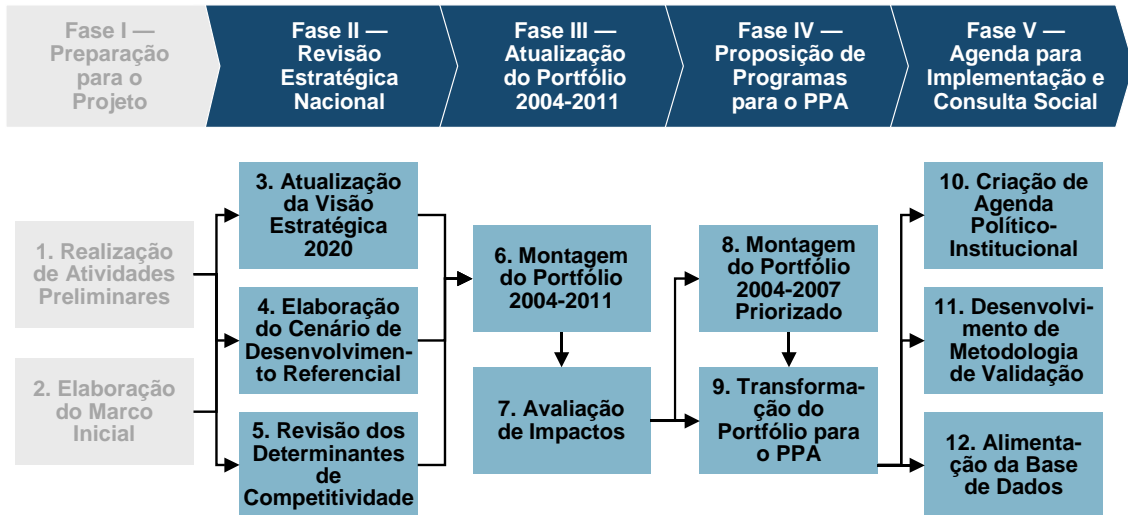 Fase I —
Preparação
para o
Projeto
Fase II —
Revisão
Estratégica
Nacional
Fase III —
Atualização
do Portfólio
2004-2011
Fase IV —
Proposição de
Programas
para o PPA
Fase V —
Agenda para
Implementação e
Consulta Social
1. Realização
de Atividades
Preliminares
2. Elaboração
do Marco
Inicial
3. Atualização
da Visão
Estratégica
2020
4. Elaboração
do Cenário de
Desenvolvimen-
to Referencial
5. Revisão dos
Determinantes
de
Competitividade
6. Montagem
do Portfólio
2004-2011
7. Avaliação
de Impactos
8. Montagem
do Portfólio
2004-2007
Priorizado
9. Transforma-
ção do
Portfólio para
o PPA
10. Criação de
Agenda
Político-
Institucional
11. Desenvolvi-
mento de
Metodologia
de Validação
12. Alimenta-
ção da Base
de Dados